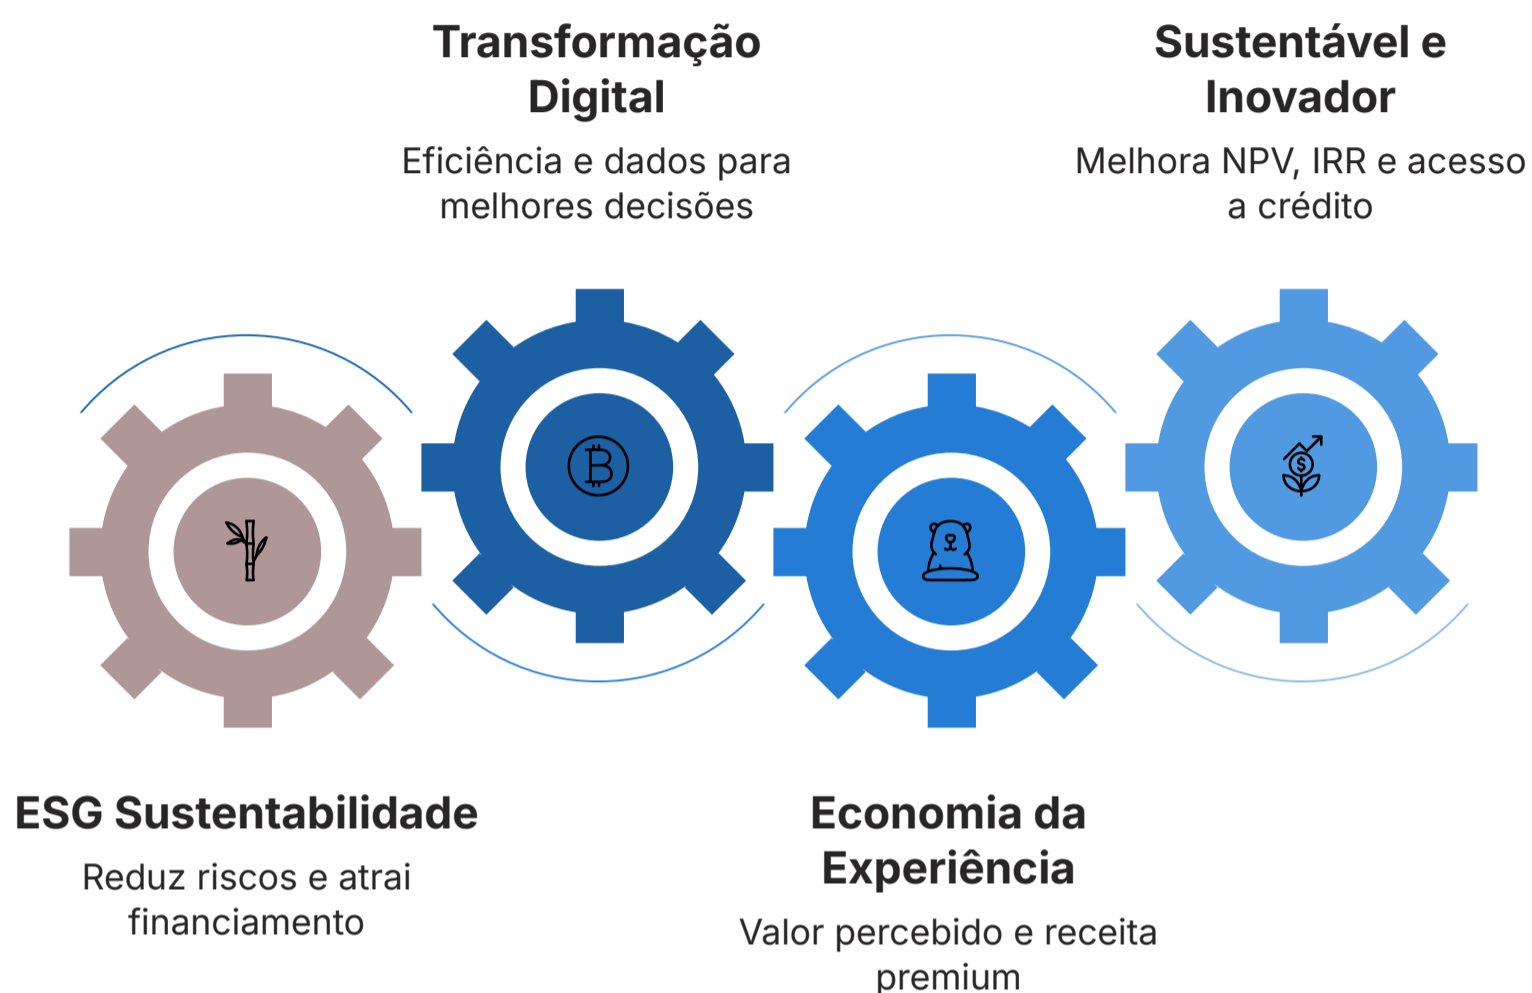 Transformação
Digital
Eficiência e dados para
melhores decisões
Sustentável e
Inovador
Melhora NPV, IRR e acesso
a crédito
ESG Sustentabilidade
Reduz riscos e atrai
financiamento
Economia da
Experiência
Valor percebido e receita
premium